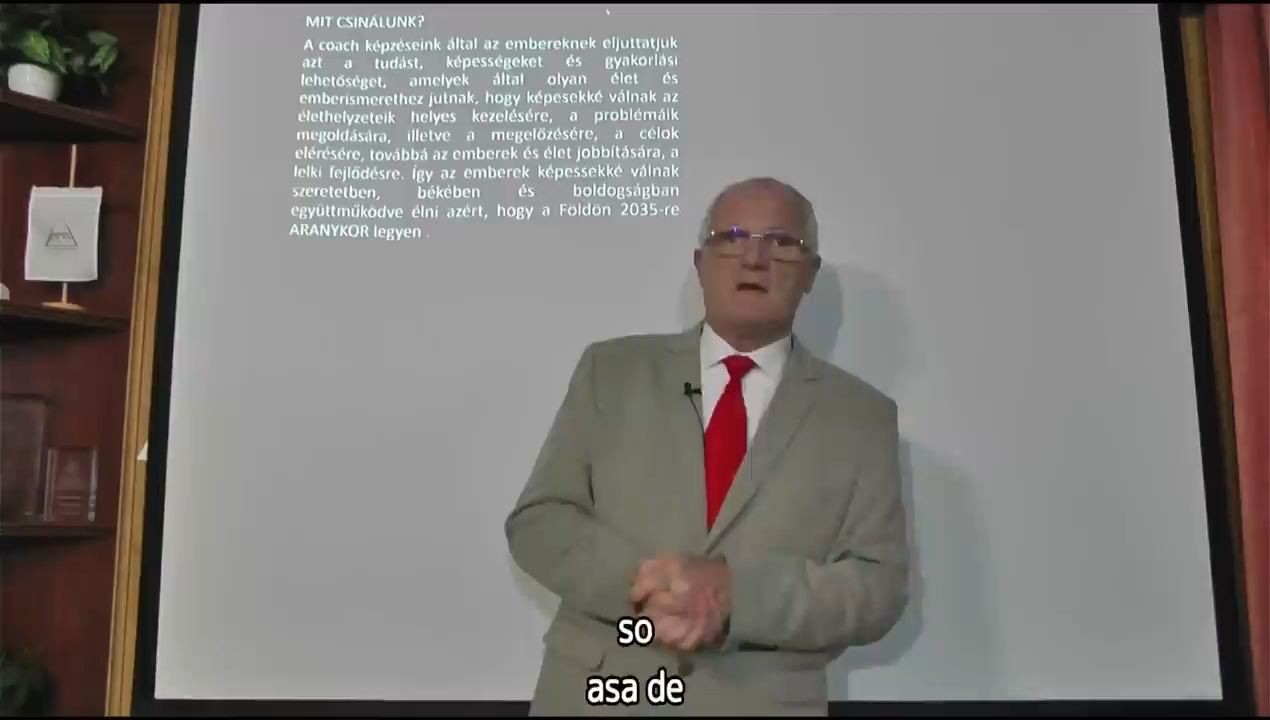 MIT CSINÁLUNK?
A coach képzéseink által az embereknek eljuttatjuk
azt a tudást, képességeket és gyakorlási
lehetőséget, amelyek által olyan élet és
emberismerethez jutnak, hogy képesekké válnak az
élethelyzeteik helyes kezelésére, a problémáik
megoldására, illetve a megelőzésére, a célok
elérésére, továbbá az emberek és élet jobbítására, a
lelki fejlődésre. Így az emberek képessekké válnak
szeretetben, békében és boldogságban
együttműködve élni azért, hogy a Földön 2035-re
ARANYKOR legyen .
so
asa de